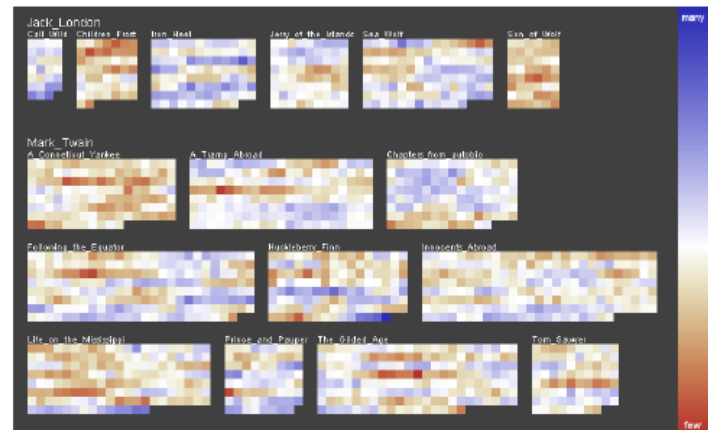 Jack_London
Call_Wild Children_Frost Iron_Heel Jerry_of_the_Islands Sea_Wolf Son_of_Wolf
many
Mark_Twain
A_Conneticut_Yankee A_Tramp_Abroad Chapters_from_autobio
Following_the_Equator Huckleberry_Finn Innocents_Abroad
Life_on_the_Mississippi Prince_and_Pauper The_Gilded_Age Tom_Sawyer
few